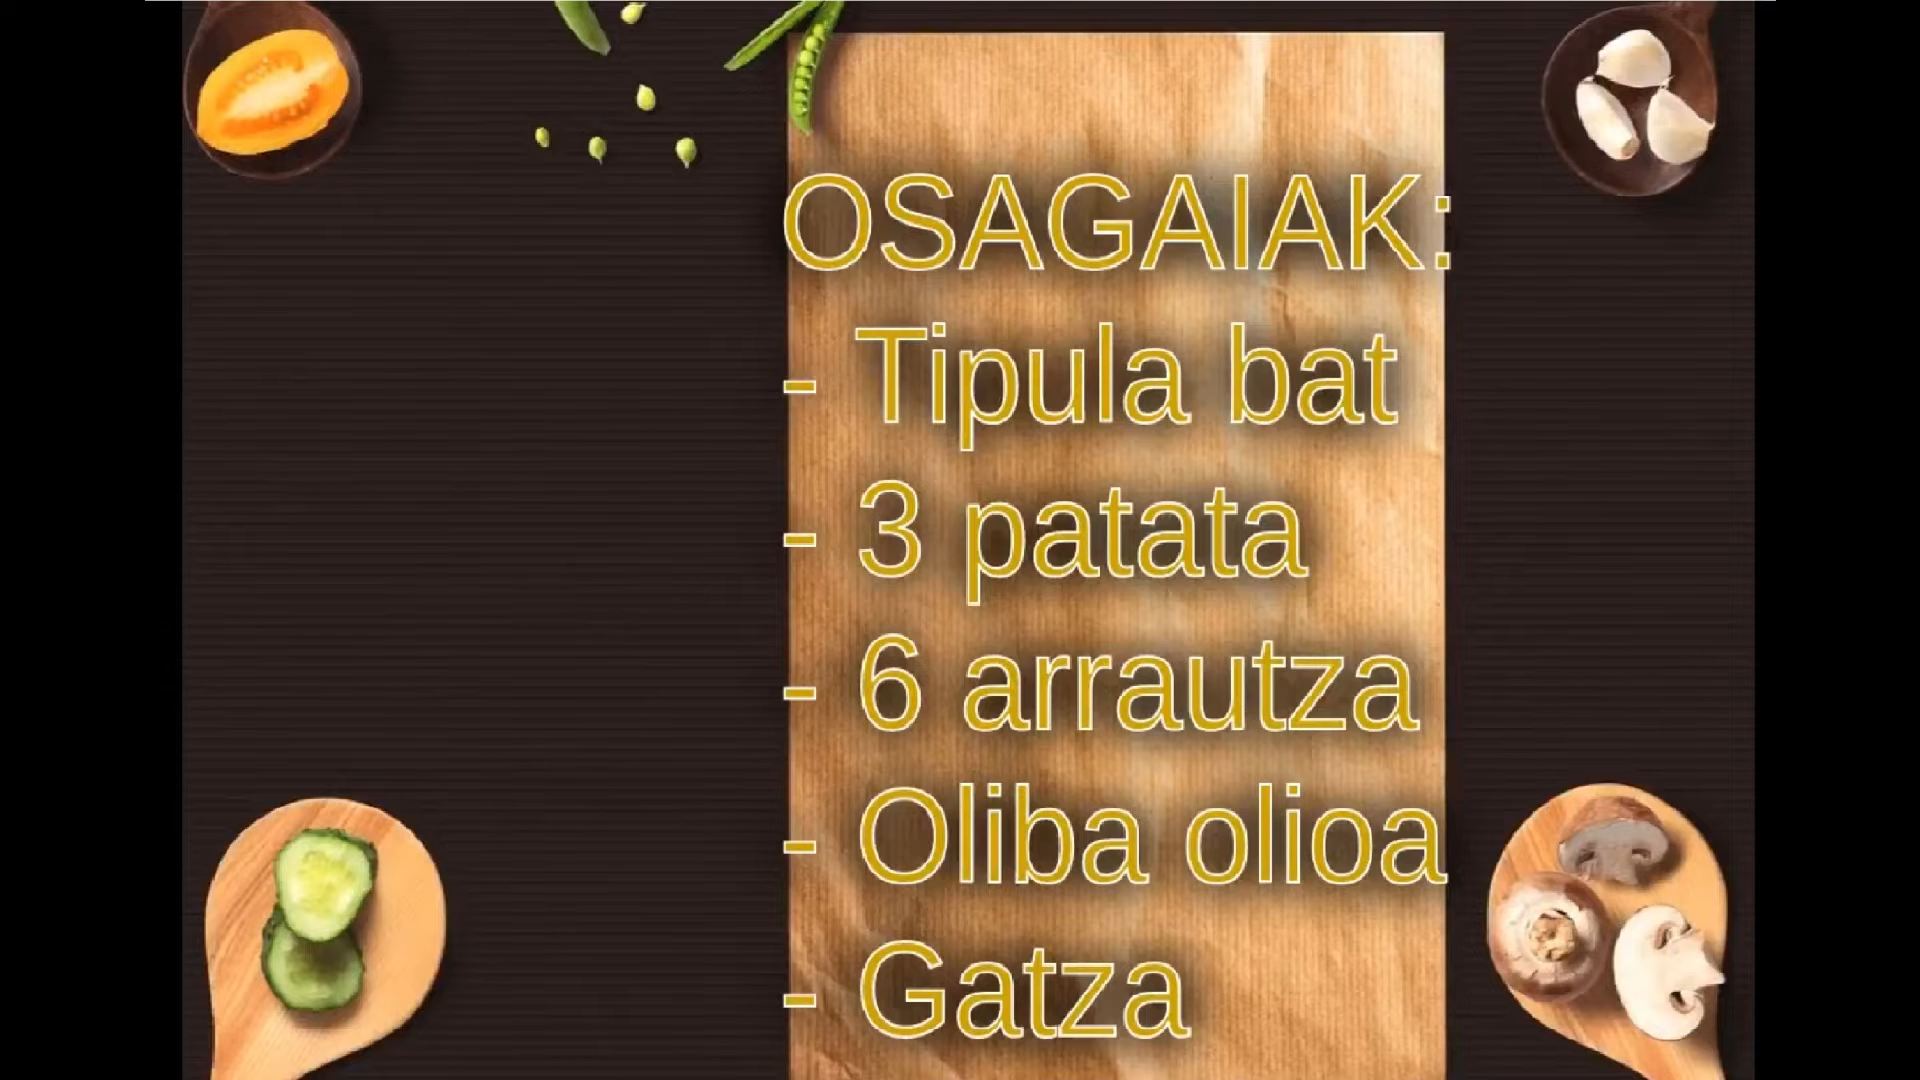 OSAGAIAK:
- Tipula bat
- 3 patata
- 6 arrautza
- Oliba olioa
- Gatza